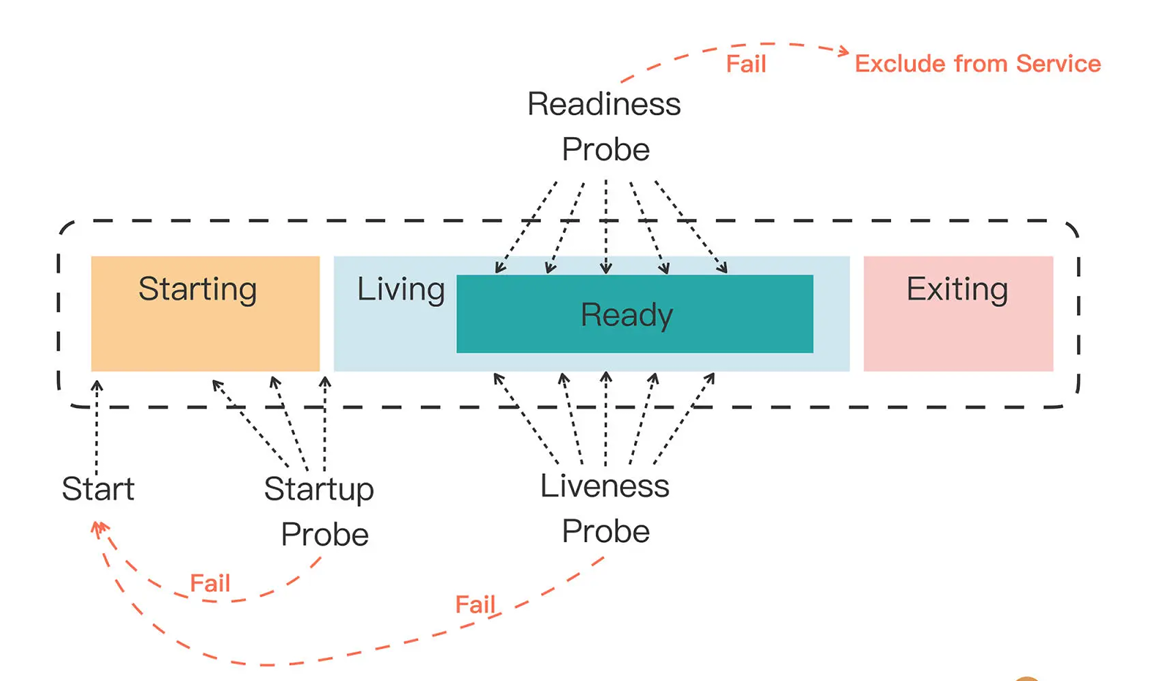 Fail
Exclude from Service
Readiness
Probe
Starting
Living
Ready
Exiting
Start
Startup
Probe
Liveness
Probe
Fail
Fail